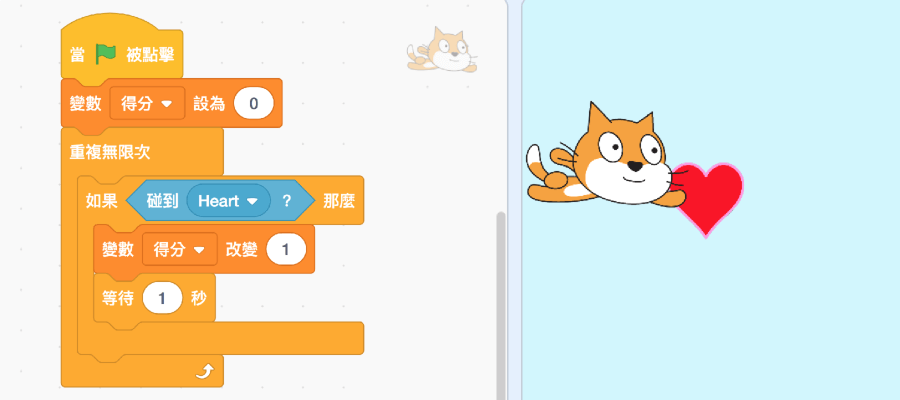 當 被點擊
變數 得分 設為 0
重複無限次
如果 碰到 Heart ? 那麼
變數 得分 改變 1
等待 1 秒